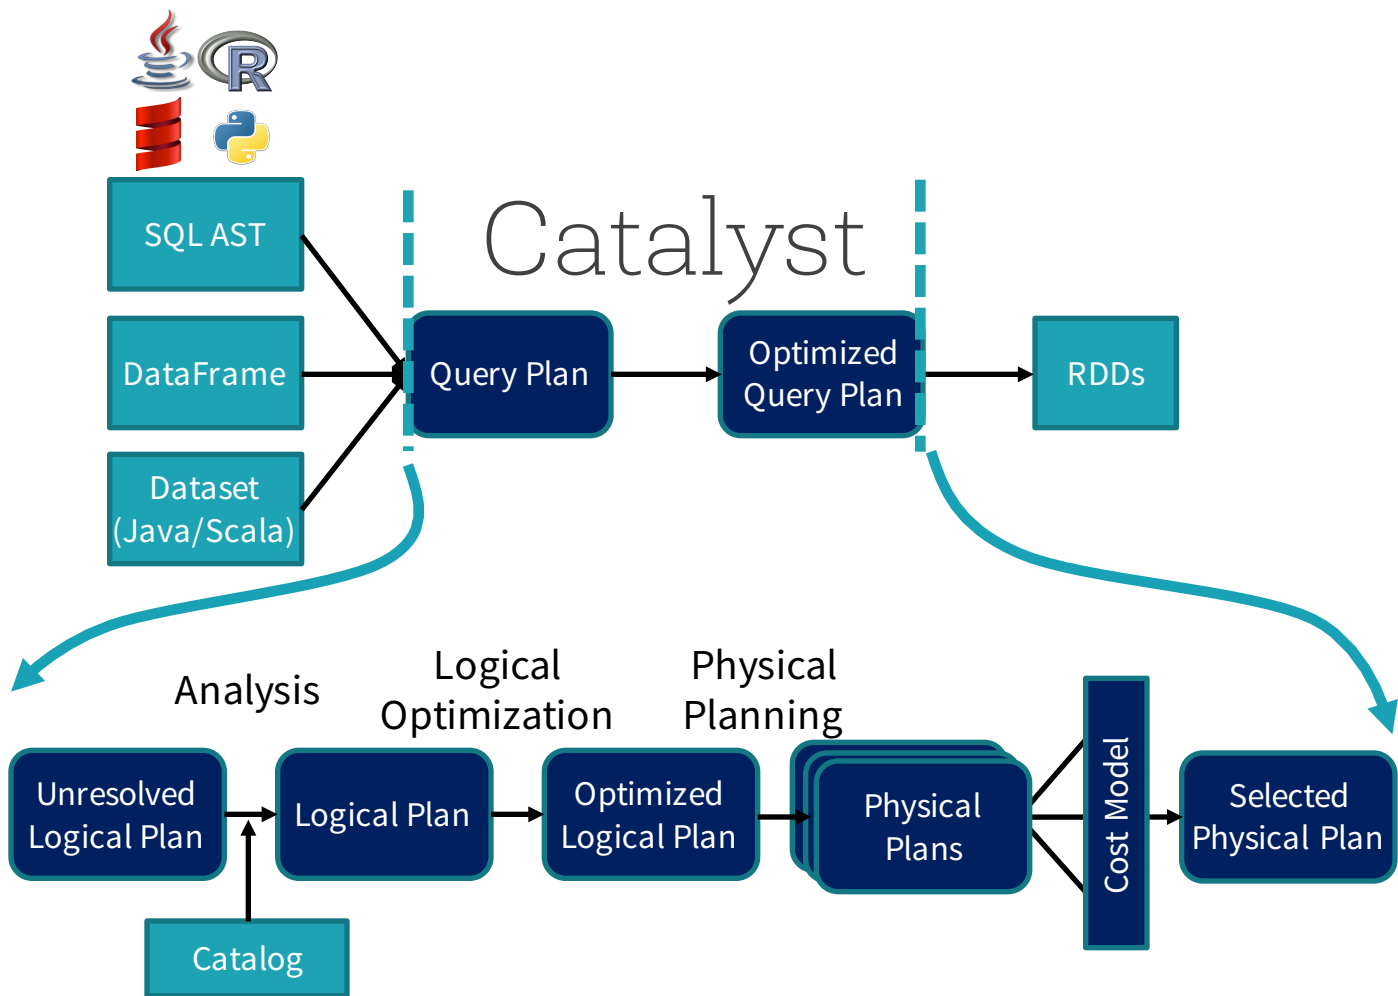 R
SQL AST
Catalyst
DataFrame
Query Plan
Optimized
Query Plan
RDDs
Dataset
(Java/Scala)
Analysis
Logical
Optimization
Physical
Planning
Unresolved
Logical Plan
Logical Plan
Optimized
Logical Plan
Physical
Plans
Cost Model
Selected
Physical Plan
Catalog